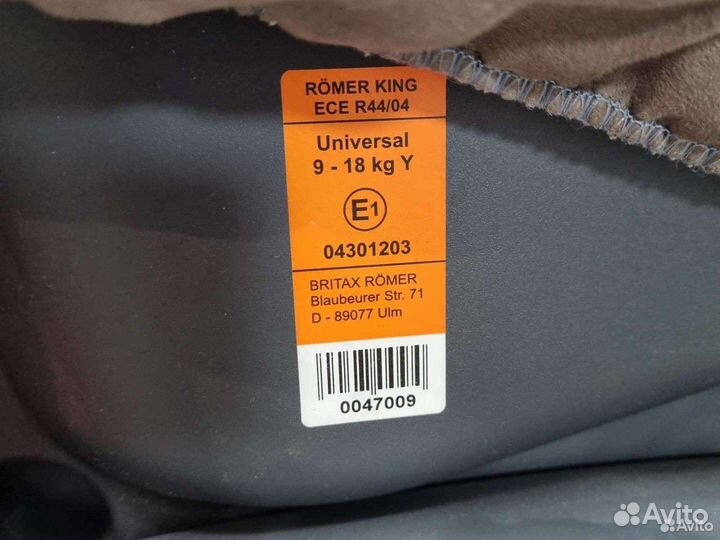 RÖMER KING
ECE R44/04
Universal
9 - 18 kg Y
E1
04301203
BRITAX RÖMER
Blaubeurer Str. 71
D - 89077 Ulm
0047009
Avito
Avito